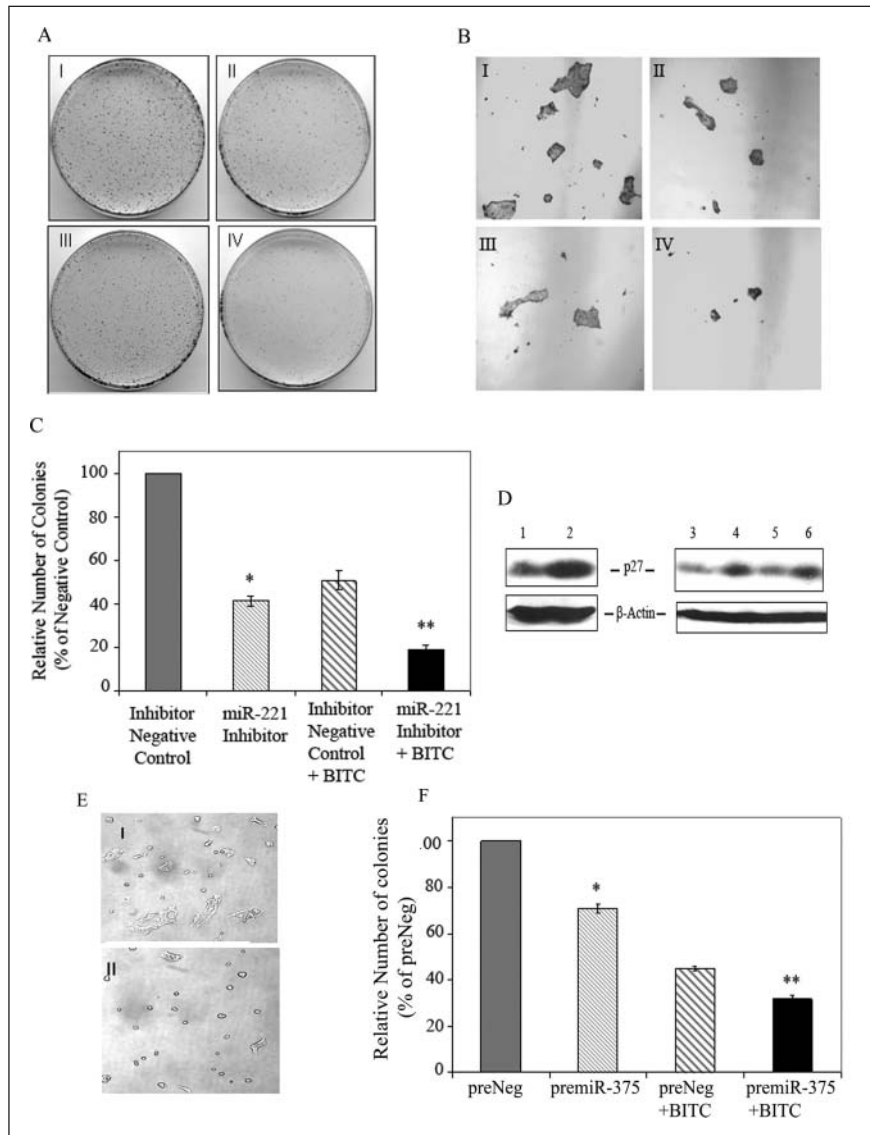 A
I
II
III
IV
B
I
II
III
IV
C
Relative Number of Colonies
(% of Negative Control)
100
80
60
40
20
0
*
**
Inhibitor
Negative
Control
miR-221
Inhibitor
Inhibitor
Negative
Control
+ BITC
miR-221
Inhibitor
+ BITC
D
1 2
3 4 5 6
p27
β-Actin
E
I
II
F
Relative Number of colonies
(% of preNeg)
00
80
60
40
20
0
*
**
preNeg
premiR-375
preNeg
+BITC
premiR-375
+BITC